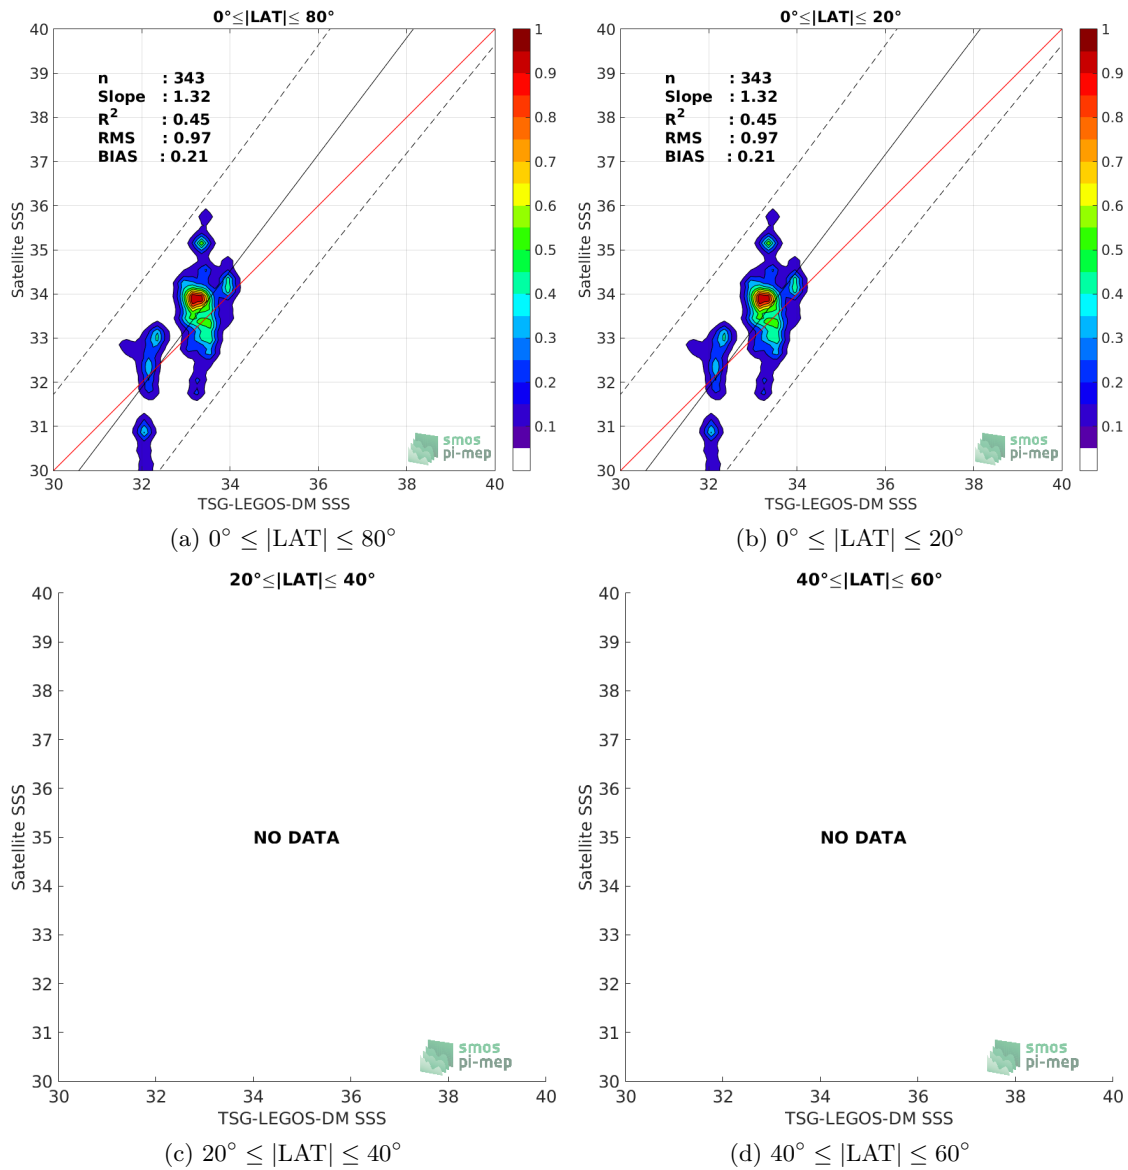 0°≤|LAT|≤ 80°
Satellite SSS
40
39
38
37
36
35
34
33
32
31
30
n : 343
Slope : 1.32
R² : 0.45
RMS : 0.97
BIAS : 0.21
smos
pi-mep
30 32 34 36 38 40
TSG-LEGOS-DM SSS
1
0.9
0.8
0.7
0.6
0.5
0.4
0.3
0.2
0.1
(a) 0° ≤ |LAT| ≤ 80°
0°≤|LAT|≤ 20°
Satellite SSS
40
39
38
37
36
35
34
33
32
31
30
n : 343
Slope : 1.32
R² : 0.45
RMS : 0.97
BIAS : 0.21
smos
pi-mep
30 32 34 36 38 40
TSG-LEGOS-DM SSS
1
0.9
0.8
0.7
0.6
0.5
0.4
0.3
0.2
0.1
(b) 0° ≤ |LAT| ≤ 20°
20°≤|LAT|≤ 40°
Satellite SSS
40
39
38
37
36
35
34
33
32
31
30
NO DATA
smos
pi-mep
30 32 34 36 38 40
TSG-LEGOS-DM SSS
(c) 20° ≤ |LAT| ≤ 40°
40°≤|LAT|≤ 60°
Satellite SSS
40
39
38
37
36
35
34
33
32
31
30
NO DATA
smos
pi-mep
30 32 34 36 38 40
TSG-LEGOS-DM SSS
(d) 40° ≤ |LAT| ≤ 60°